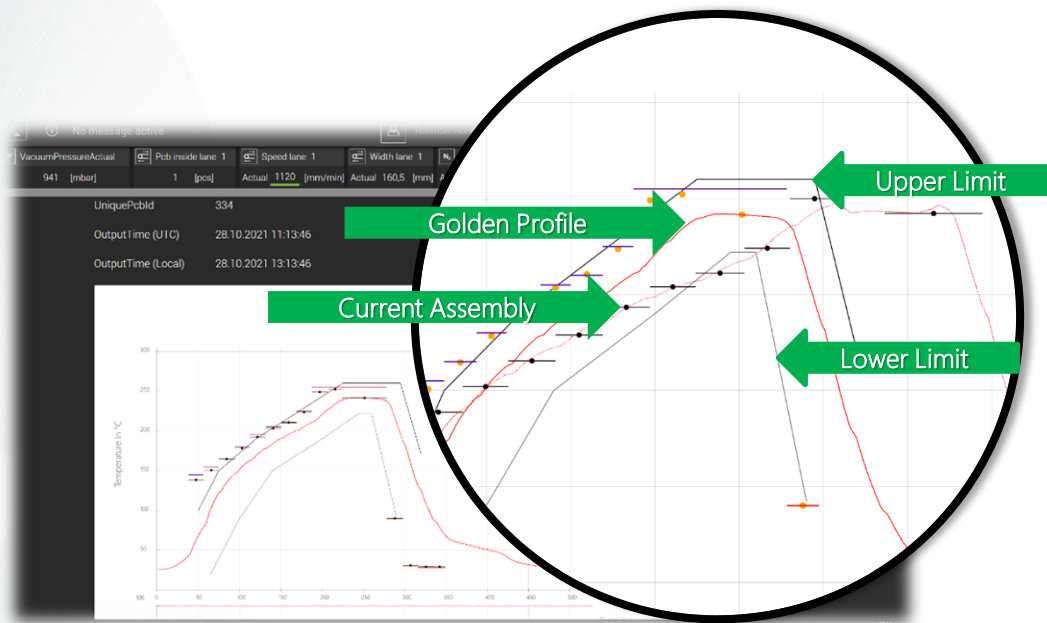 No message active
VacuumPressureActual
941 [mbar]
Pcb inside lane 1
1 [pcs]
Speed lane 1
Actual 1120 [mm/min]
Width lane 1
Actual 160,5 [mm]
N₂
UniquePcbId 334
OutputTime (UTC) 28.10.2021 11:13:46
OutputTime (Local) 28.10.2021 13:13:46
Upper Limit
Golden Profile
Current Assembly
Lower Limit
Temperature in °C
300
250
200
150
100
50
100 0 50 100 150 200 250 300 350 400 450 500